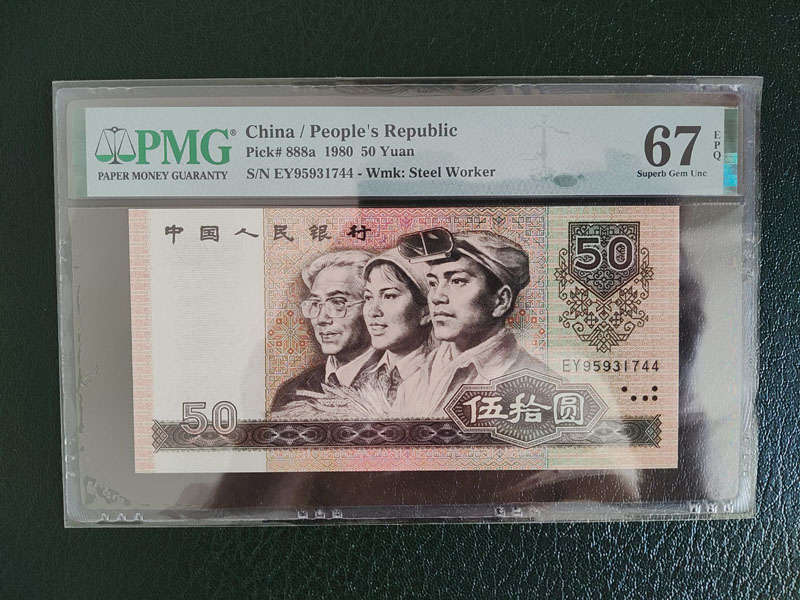 PMG®
PAPER MONEY GUARANTY
China / People's Republic
Pick# 888a 1980 50 Yuan
S/N EY95931744 - Wmk: Steel Worker
67
EPQ
Superb Gem Unc
中国人民银行
50
EY95931744
50
伍拾圆